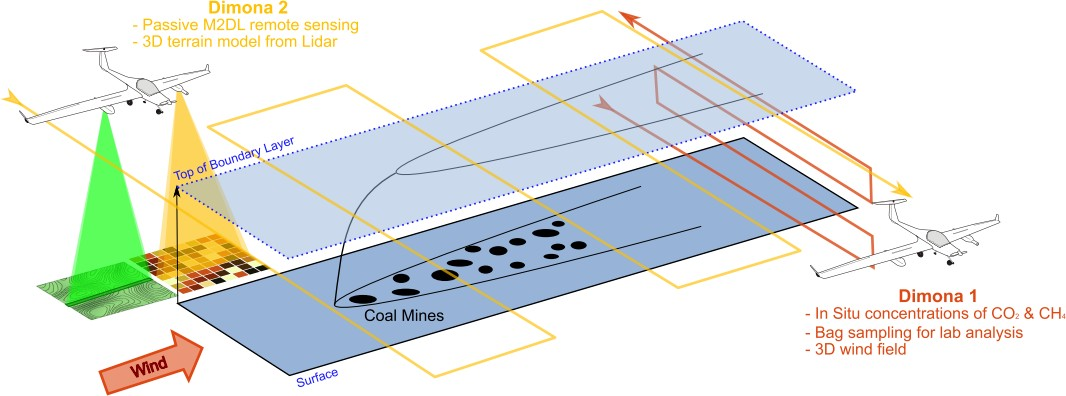 Dimona 2
- Passive M2DL remote sensing
- 3D terrain model from Lidar
Top of Boundary Layer
Coal Mines
Wind
Surface
Dimona 1
- In Situ concentrations of CO₂ & CH₄
- Bag sampling for lab analysis
- 3D wind field